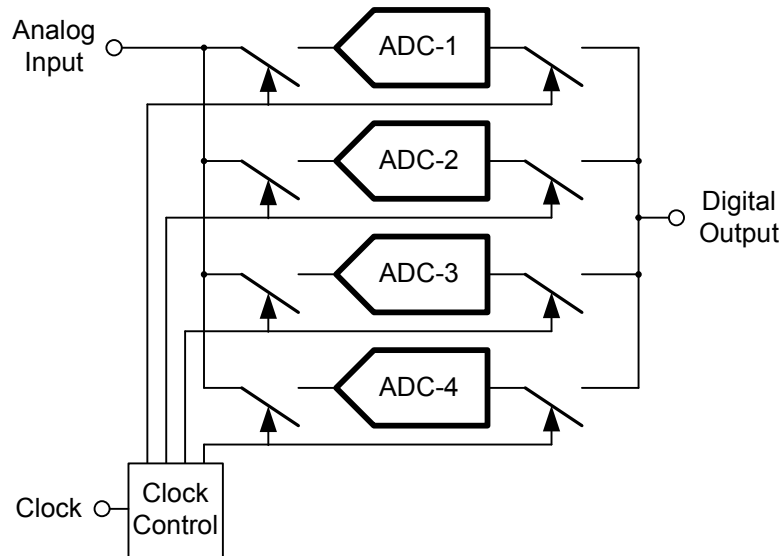 Analog
Input
ADC-1
ADC-2
Digital
Output
ADC-3
ADC-4
Clock
Clock
Control